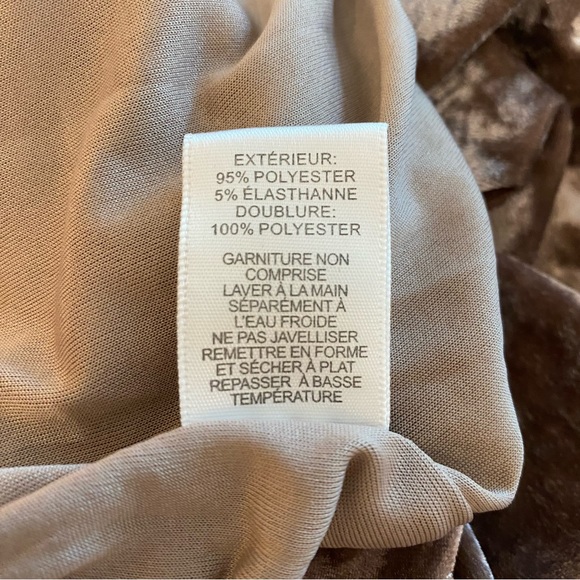 EXTÉRIEUR:
95% POLYESTER
5% ÉLASTHANNE
DOUBLURE:
100% POLYESTER
GARNITURE NON
COMPRISE
LAVER À LA MAIN
SÉPARÉMENT À
L'EAU FROIDE
NE PAS JAVELLISER
REMETTRE EN FORME
ET SÉCHER À PLAT
REPASSER À BASSE
TEMPÉRATURE